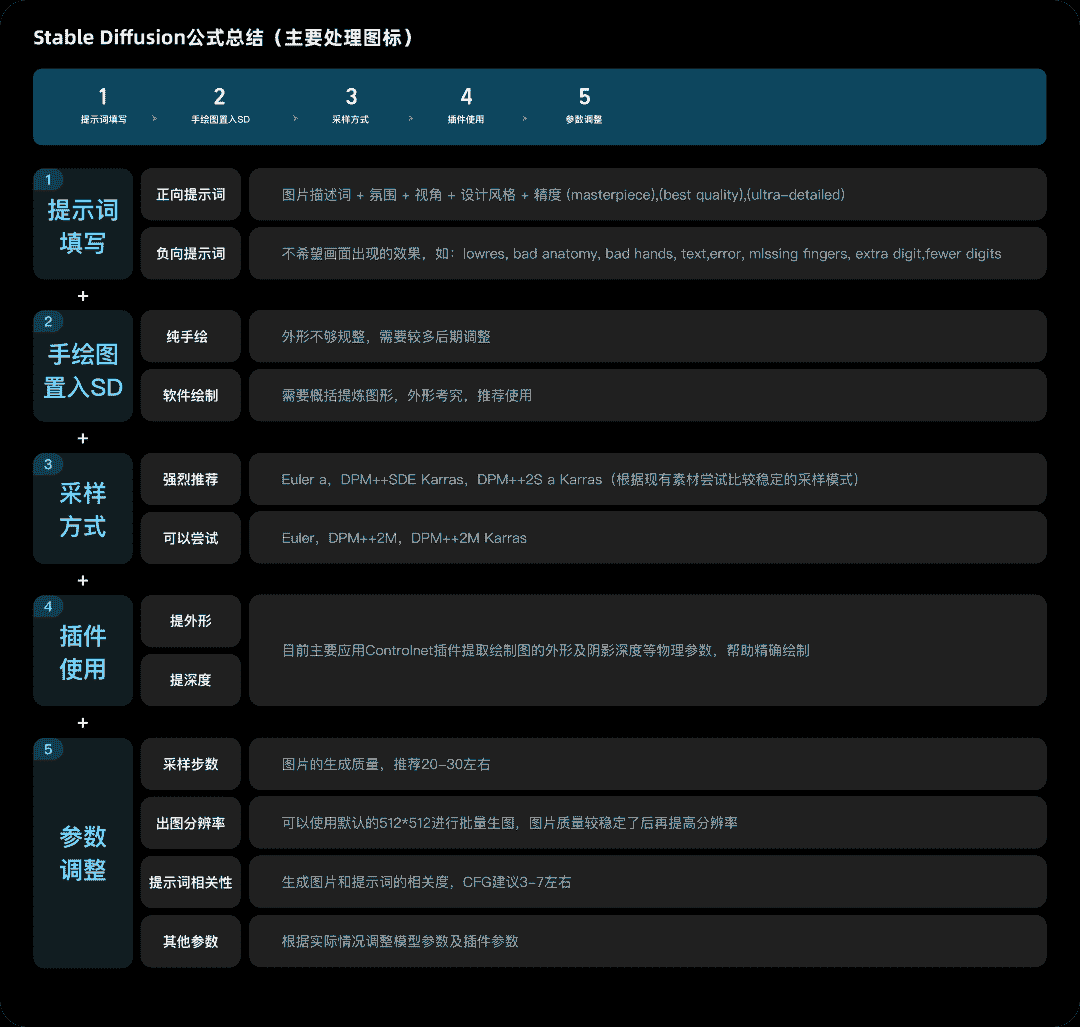 Stable Diffusion公式总结（主要处理图标）
1
2
3
4
5
提示词填写
>
手绘图置入SD
>
采样方式
>
插件使用
>
参数调整
1
提示词
填写
正向提示词
图片描述词 + 氛围 + 视角 + 设计风格 + 精度 (masterpiece),(best quality),(ultra-detailed)
负向提示词
不希望画面出现的效果，如：lowres, bad anatomy, bad hands, text,error, mlssing fingers, extra digit,fewer digits
+
2
手绘图
置入SD
纯手绘
外形不够规整，需要较多后期调整
软件绘制
需要概括提炼图形，外形考究，推荐使用
+
3
采样
方式
强烈推荐
Euler a，DPM++SDE Karras，DPM++2S a Karras（根据现有素材尝试比较稳定的采样模式）
可以尝试
Euler，DPM++2M，DPM++2M Karras
+
4
插件
使用
提外形
提深度
目前主要应用Controlnet插件提取绘制图的外形及阴影深度等物理参数，帮助精确绘制
+
5
参数
调整
采样步数
图片的生成质量，推荐20-30左右
出图分辨率
可以使用默认的512*512进行批量生图，图片质量较稳定了后再提高分辨率
提示词相关性
生成图片和提示词的相关度，CFG建议3-7左右
其他参数
根据实际情况调整模型参数及插件参数